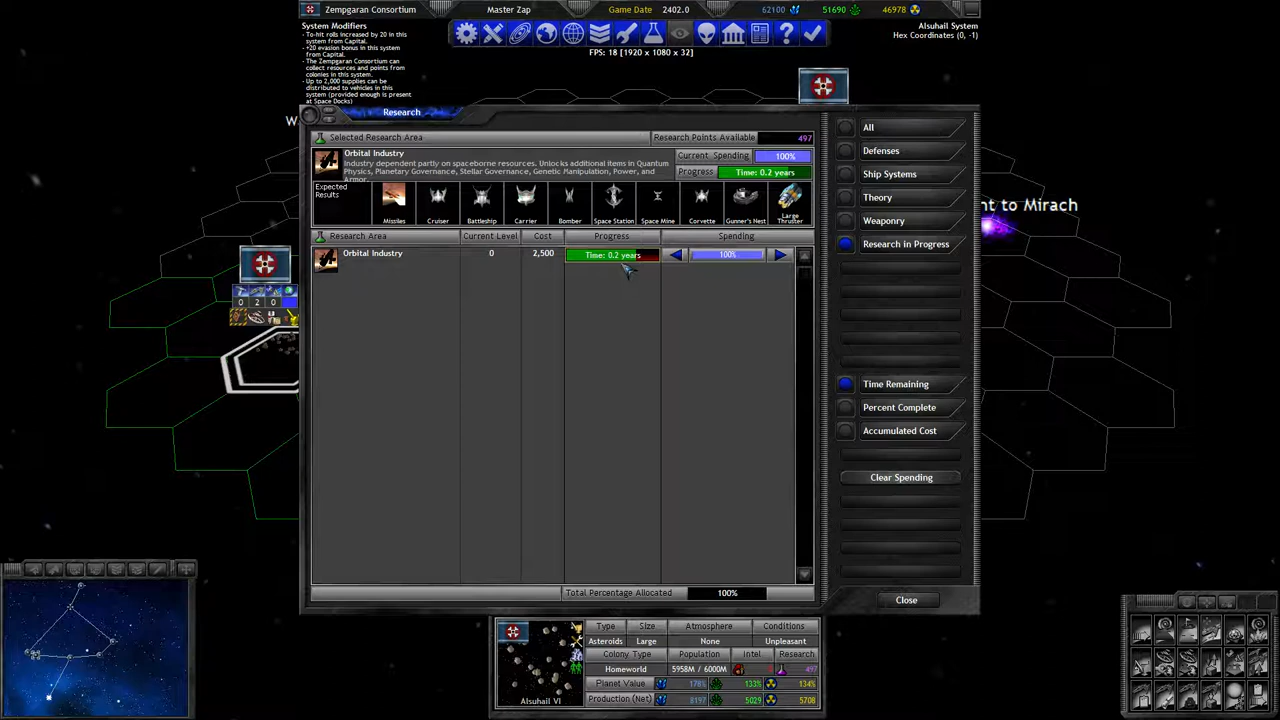 Zempgaran Consortium
Master Zap
Game Date 2402.0
62100
51690
46978
System Modifiers
- To-hit rolls increased by 20 in this
system from Capital.
- +20 evasion bonus in this system
from Capital.
- The Zempgaran Consortium can
collect resources and points from
colonies in this system.
- Up to 2,000 supplies can be
distributed to vehicles in this
system (provided enough is
present at Space Docks)
FPS: 18 [1920 x 1080 x 32]
Alsuhail System
Hex Coordinates (0, -1)
Research
Selected Research Area
Research Points Available
497
Orbital Industry
Industry dependent partly on spaceborne resources. Unlocks additional items in Quantum
Physics, Planetary Governance, Stellar Governance, Genetic Manipulation, Power, and
Armor.
Current Spending
100%
Progress
Time: 0.2 years
Expected
Results
Missiles
Cruiser
Battleship
Carrier
Bomber
Space Station
Space Mine
Corvette
Gunner's Nest
Large
Thruster
Research Area
Current Level
Cost
Progress
Spending
Orbital Industry
0
Time: 0.2 years
100%
Total Percentage Allocated
100%
All
Defenses
Ship Systems
Theory
Weaponry
Research in Progress
Time Remaining
Percent Complete
Accumulated Cost
Clear Spending
Close
nt to Mirach
W
0 2 0
Type
Size
Atmosphere
Conditions
Asteroids
Large
None
Unpleasant
Colony Type
Population
Intel
Research
Homeworld
5958M / 6000M
497
Planet Value
178%
133%
134%
Production (Net)
8197
5029
5708
Alsuhail VI